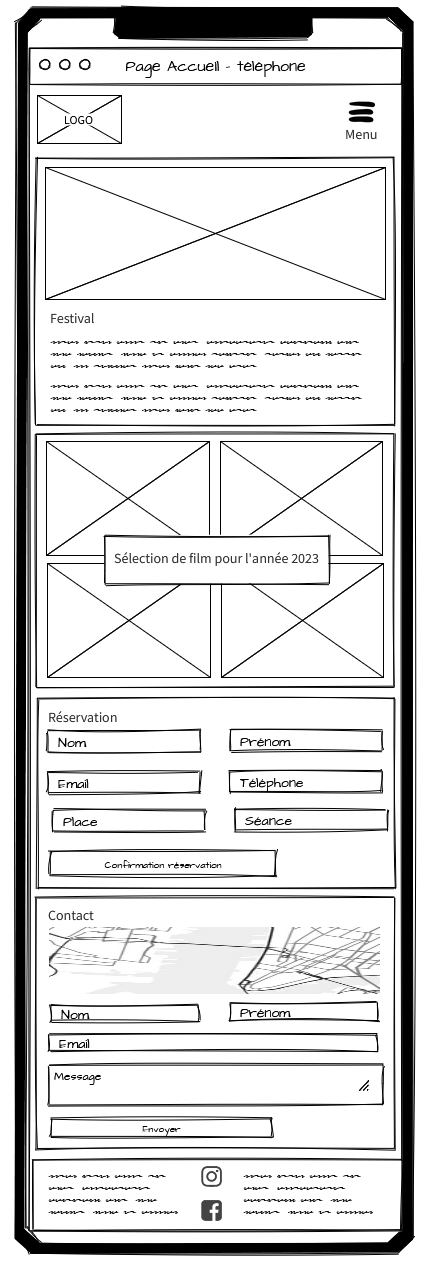 Page Accueil - téléphone
LOGO
Menu
Festival
Sélection de film pour l'année 2023
Réservation
Nom
Prénom
Email
Téléphone
Place
Séance
Confirmation réservation
Contact
Nom
Prénom
Email
Message
Envoyer